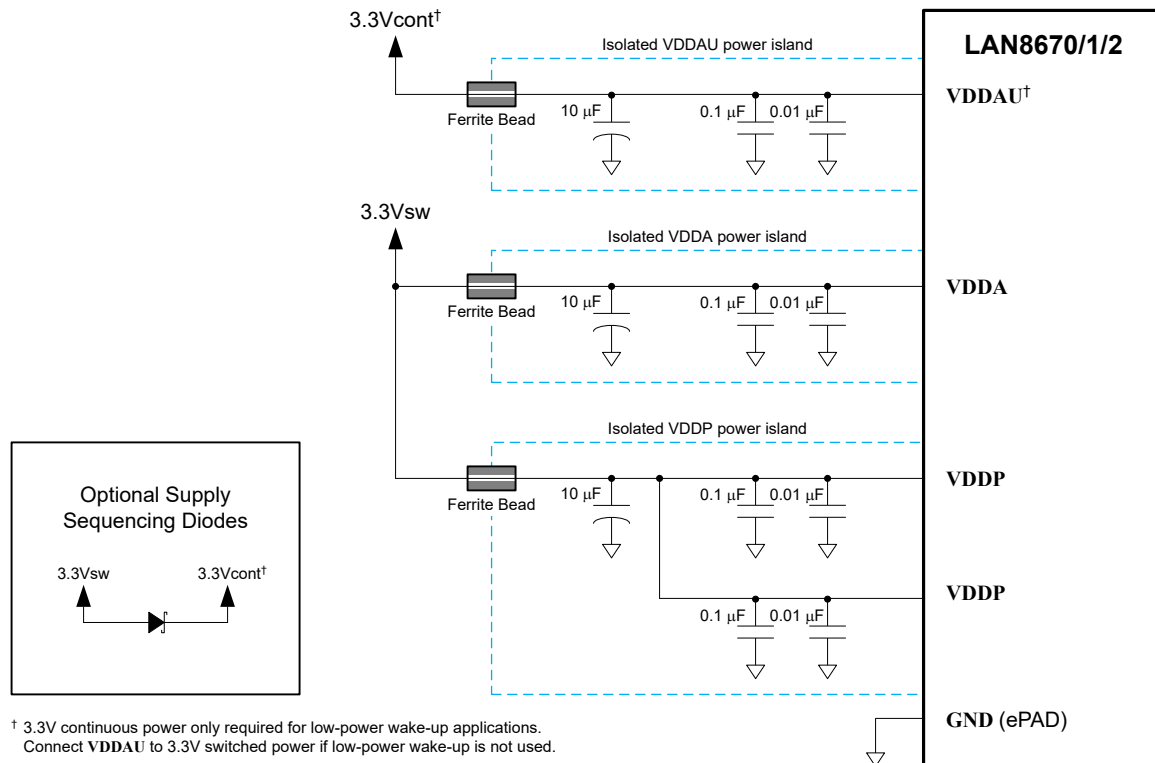 3.3Vcont†
Isolated VDDAU power island
LAN8670/1/2
VDDAU†
Ferrite Bead
10 µF
0.1 µF
0.01 µF
3.3Vsw
Isolated VDDA power island
VDDA
Ferrite Bead
10 µF
0.1 µF
0.01 µF
Isolated VDDP power island
VDDP
Ferrite Bead
10 µF
0.1 µF
0.01 µF
VDDP
0.1 µF
0.01 µF
GND (ePAD)
Optional Supply
Sequencing Diodes
3.3Vsw
3.3Vcont†
† 3.3V continuous power only required for low-power wake-up applications.
Connect VDDAU to 3.3V switched power if low-power wake-up is not used.